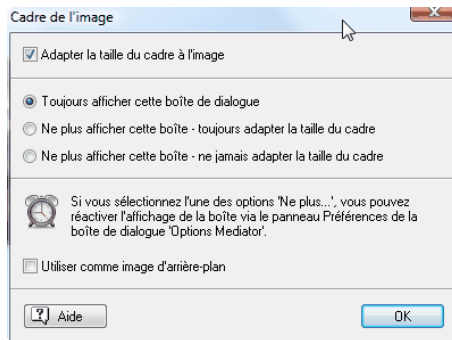 Cadre de l'image
Adapter la taille du cadre à l'image
Toujours afficher cette boîte de dialogue
Ne plus afficher cette boîte - toujours adapter la taille du cadre
Ne plus afficher cette boîte - ne jamais adapter la taille du cadre
Si vous sélectionnez l'une des options 'Ne plus...', vous pouvez
réactiver l'affichage de la boîte via le panneau Préférences de la
boîte de dialogue 'Options Mediator'.
Utiliser comme image d'arrière-plan
Aide
OK